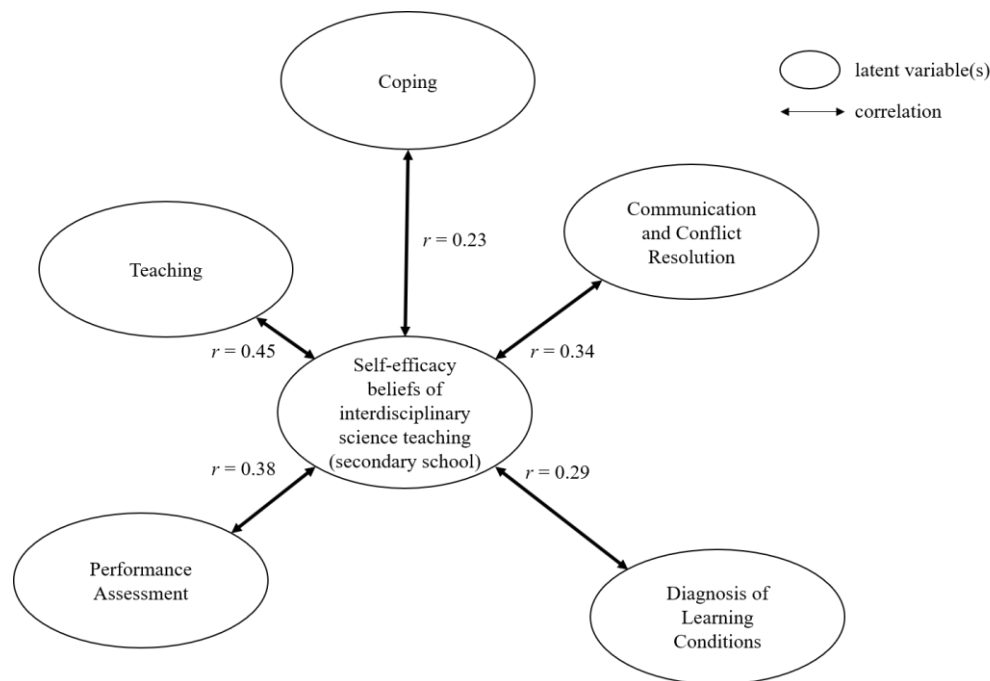 Coping
latent variable(s)
correlation
Communication
and Conflict
Resolution
r = 0.23
Teaching
r = 0.45
r = 0.34
Self-efficacy
beliefs of
interdisciplinary
science teaching
(secondary school)
r = 0.38
r = 0.29
Performance
Assessment
Diagnosis of
Learning
Conditions